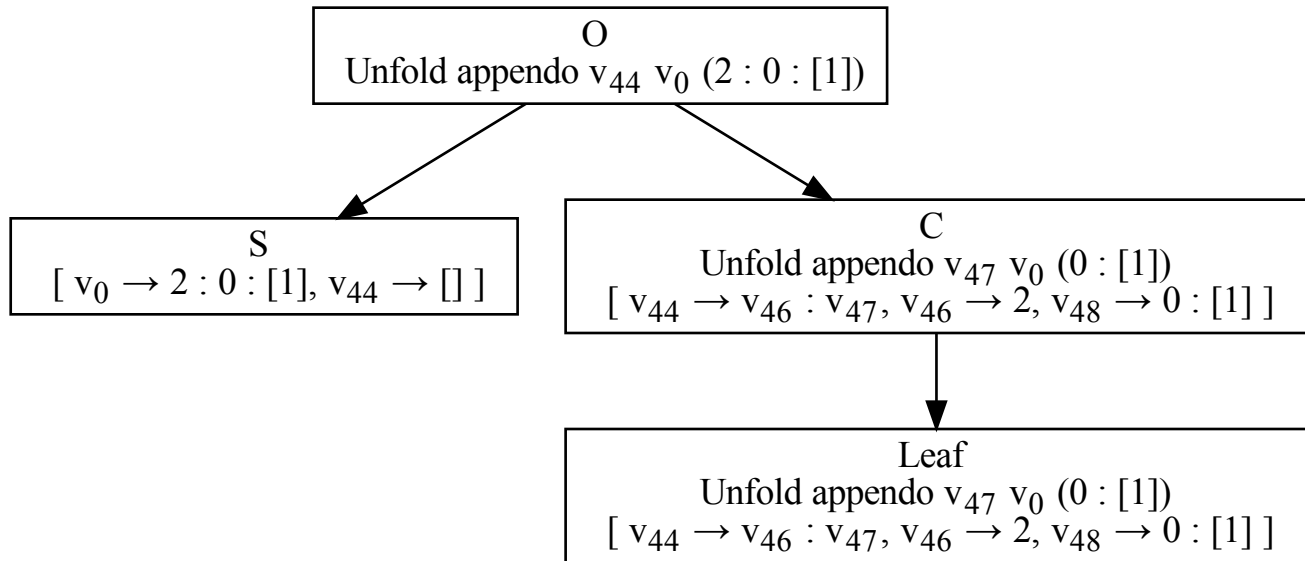 O
Unfold appendo v₄₄ v₀ (2 : 0 : [1])
S
[ v₀ → 2 : 0 : [1], v₄₄ → [] ]
C
Unfold appendo v₄₇ v₀ (0 : [1])
[ v₄₄ → v₄₆ : v₄₇, v₄₆ → 2, v₄₈ → 0 : [1] ]
Leaf
Unfold appendo v₄₇ v₀ (0 : [1])
[ v₄₄ → v₄₆ : v₄₇, v₄₆ → 2, v₄₈ → 0 : [1] ]